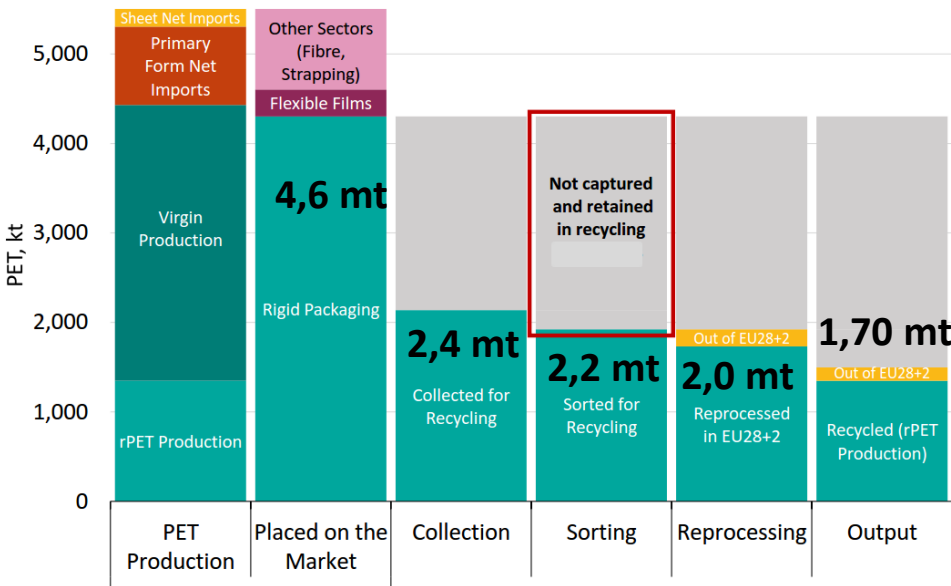 5,000
4,000
3,000
2,000
1,000
0
PET, kt
Sheet Net Imports
Primary
Form Net
Imports
Virgin
Production
rPET Production
Other Sectors
(Fibre,
Strapping)
Flexible Films
4,6 mt
Rigid Packaging
2,4 mt
Collected for
Recycling
Not captured
and retained
in recycling
2,2 mt
Sorted for
Recycling
Out of EU28+2
2,0 mt
Reprocessed
in EU28+2
1,70 mt
Out of EU28+2
Recycled (rPET
Production)
PET
Production
Placed on the
Market
Collection
Sorting
Reprocessing
Output